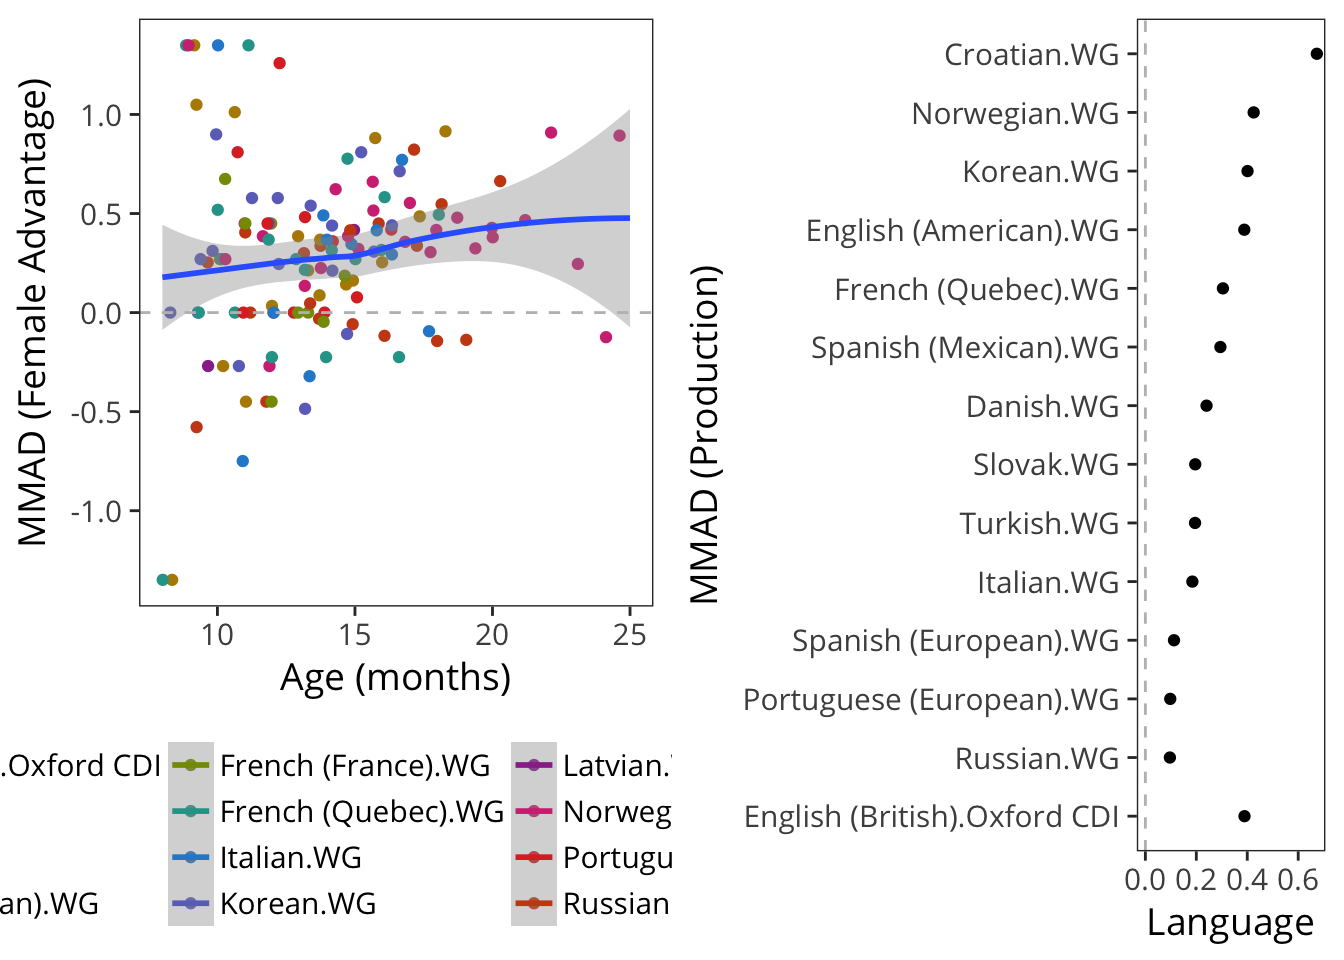 MMAD (Female Advantage)
1.0
0.5
0.0
-0.5
-1.0
10 15 20 25
Age (months)
.Oxford CDI
an).WG
French (France).WG
French (Quebec).WG
Italian.WG
Korean.WG
Latvian.
Norweg
Portugu
Russian
MMAD (Production)
Croatian.WG
Norwegian.WG
Korean.WG
English (American).WG
French (Quebec).WG
Spanish (Mexican).WG
Danish.WG
Slovak.WG
Turkish.WG
Italian.WG
Spanish (European).WG
Portuguese (European).WG
Russian.WG
English (British).Oxford CDI
0.0 0.2 0.4 0.6
Language